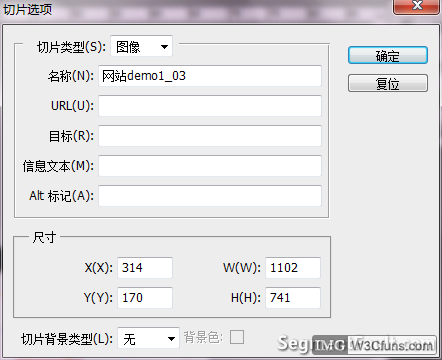 切片选项
切片类型(S): 图像
确定
名称(N): 网站demo1_03
复位
URL(U):
目标(R):
信息文本(M):
Alt 标记(A):
尺寸
X(X): 314 W(W): 1102
Y(Y): 170 H(H): 741
切片背景类型(L): 无 背景色:
IMG W3Cfuns.com